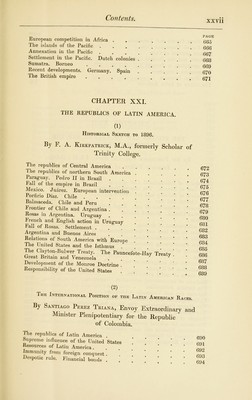 Contents. xxvii
PAGE
European competition in Africa . . . . . 665
The islands of the Pacific . . . . . 666
Annexation in the Pacific . . . . . 667
Settlement in the Pacific. Dutch colonies . . . . . 668
Sumatra. Borneo . . . . . 669
Recent developments. Germany. Spain . . . . . 670
The British empire . . . . . 671
CHAPTER XXI.
THE REPUBLICS OF LATIN AMERICA.
(1)
Historical Sketch to 1896.
By F. A. Kirkpatrick, M.A., formerly Scholar of
Trinity College.
The republics of Central America . . . . . 672
The republics of northern South America . . . . . 673
Paraguay. Pedro II in Brazil . . . . . 674
Fall of the empire in Brazil . . . . . 675
Mexico. Juárez. European intervention . . . . . 676
Porfirio Díaz. Chile . . . . . 677
Balmaceda. Chile and Peru . . . . . 678
Frontier of Chile and Argentina . . . . . 679
Rosas in Argentina. Uruguay . . . . . 680
French and English action in Uruguay . . . . . 681
Fall of Rosas. Settlement . . . . . 682
Argentina and Buenos Aires . . . . . 683
Relations of South America with Europe . . . . . 684
The United States and the Isthmus . . . . . 685
The Clayton-Bulwer Treaty. The Pauncefote-Hay Treaty . . . . . 686
Great Britain and Venezuela . . . . . 687
Development of the Monroe Doctrine . . . . . 688
Responsibility of the United States . . . . . 689
(2)
The International Position of the Latin American Races.
By Santiago Pérez Triana, Envoy Extraordinary and
Minister Plenipotentiary for the Republic
of Colombia.
The republics of Latin America . . . . . 690
Supreme influence of the United States . . . . . 691
Resources of Latin America . . . . . 692
Immunity from foreign conquest . . . . . 693
Despotic rule. Financial bonds . . . . . 694